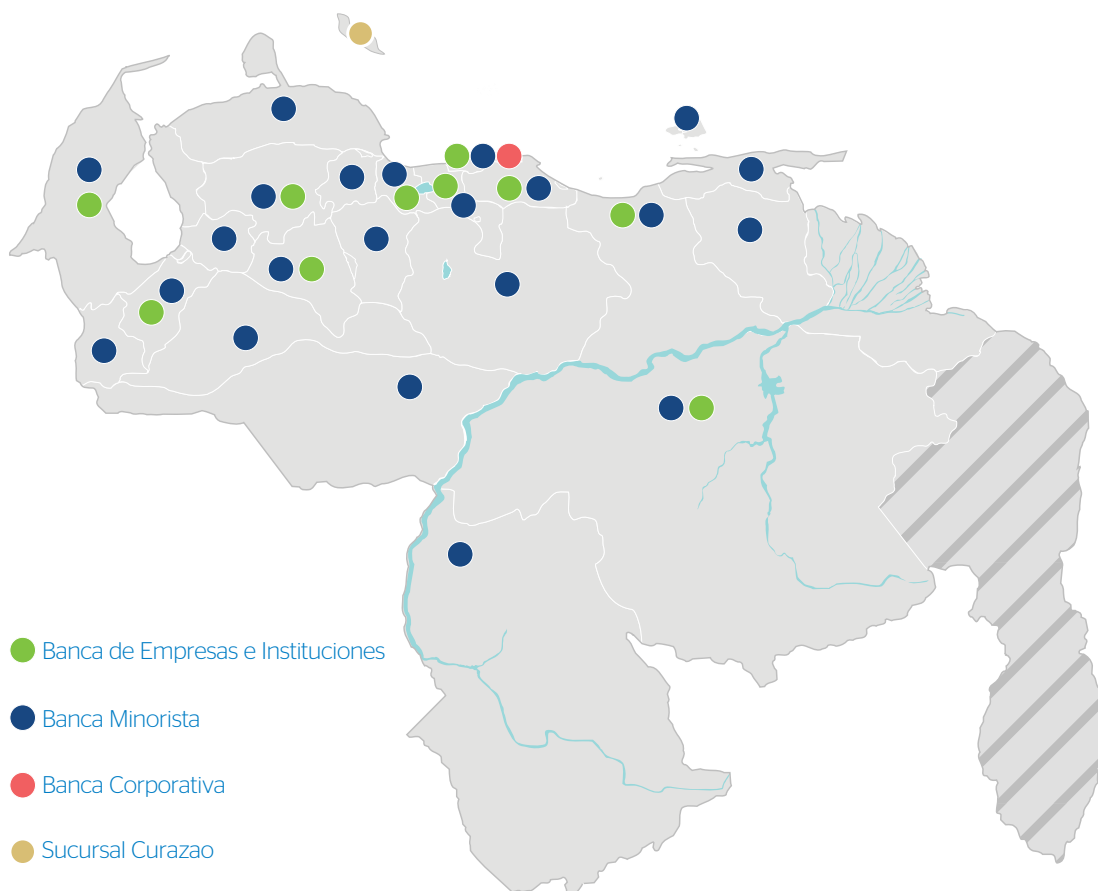 Banca de Empresas e Instituciones
Banca Minorista
Banca Corporativa
Sucursal Curazao